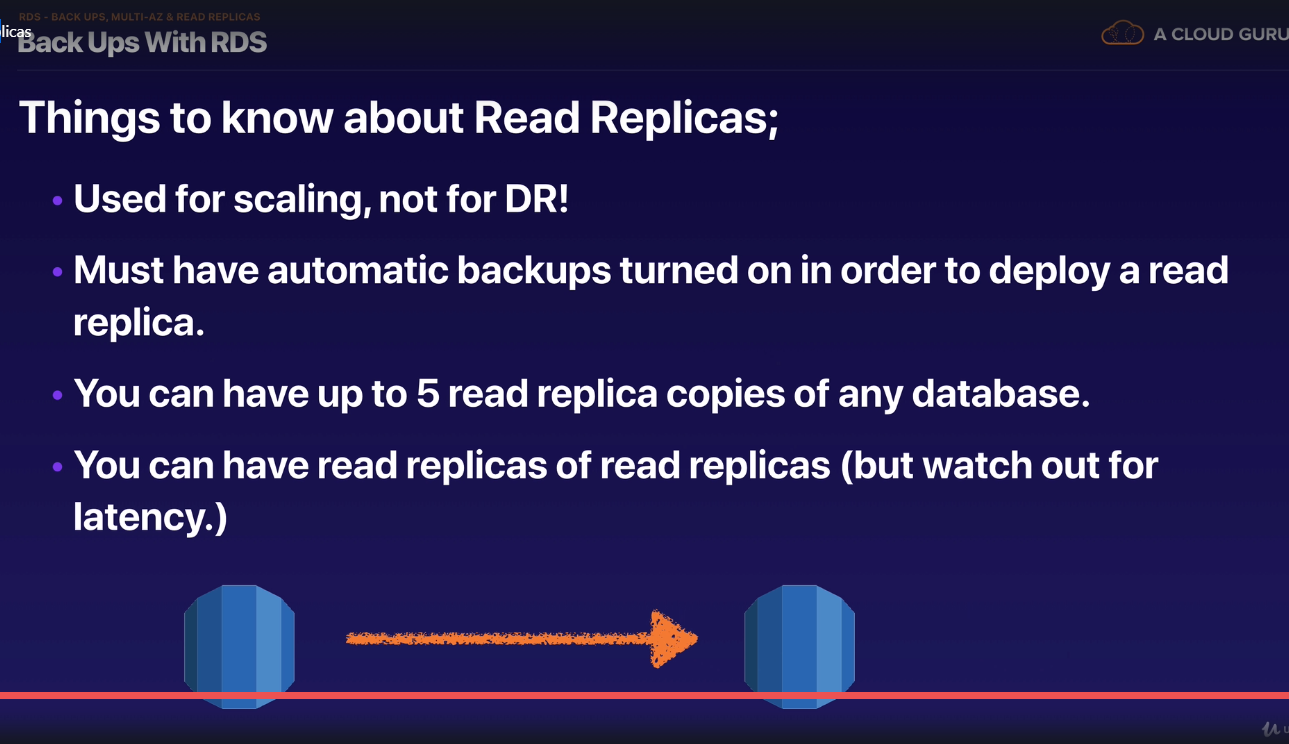 RDS - BACK UPS, MULTI-AZ & READ REPLICAS
licas
Back Ups With RDS
A CLOUD GURU
Things to know about Read Replicas;
• Used for scaling, not for DR!
• Must have automatic backups turned on in order to deploy a read
replica.
• You can have up to 5 read replica copies of any database.
• You can have read replicas of read replicas (but watch out for
latency.)